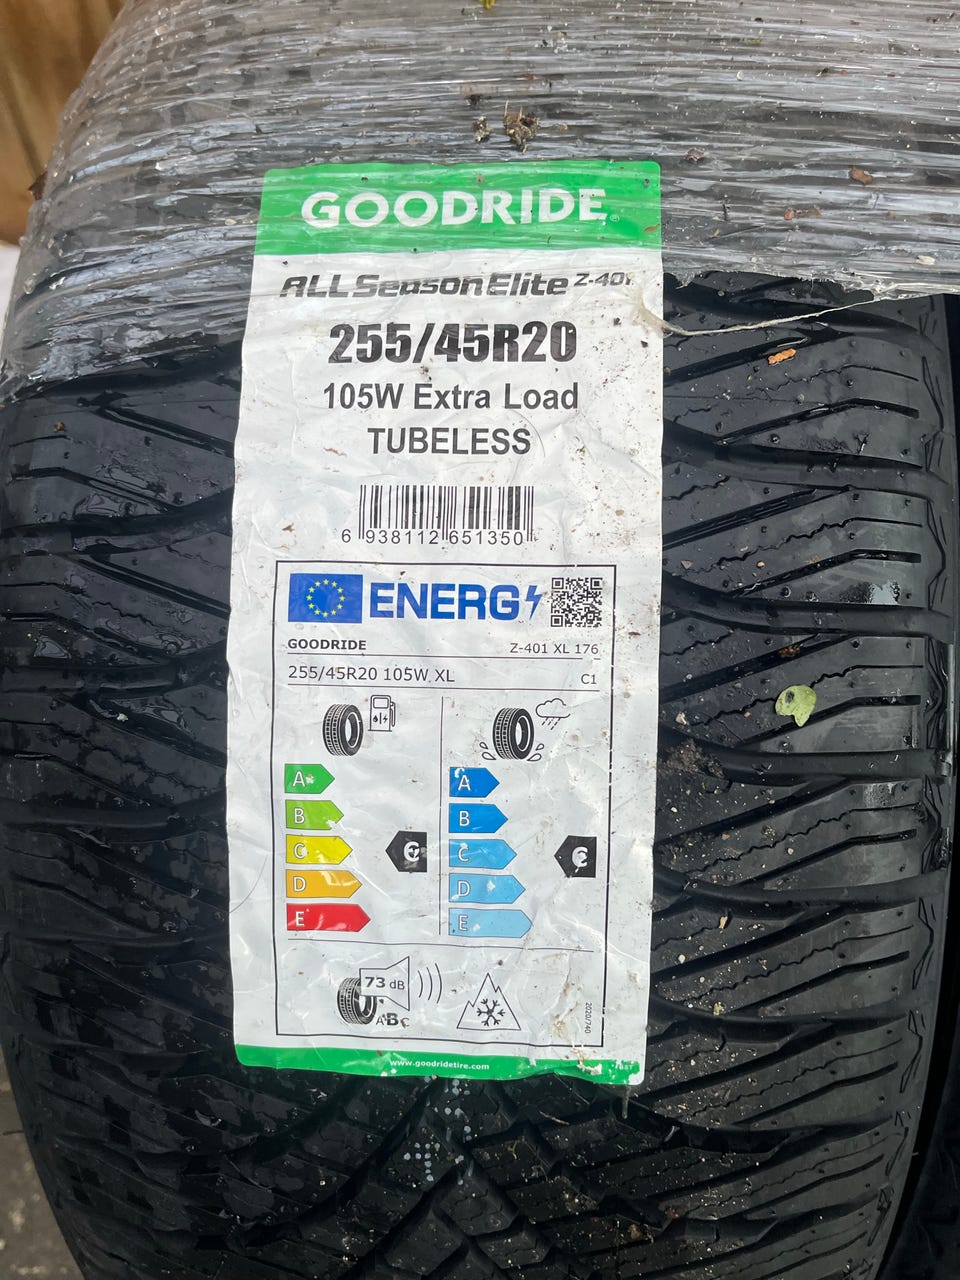 GOODRIDE
ALL Season Elite Z-401
255/45R20
105W Extra Load
TUBELESS
6 938112 651350
ENERG
GOODRIDE Z-401 XL 176
255/45R20 105W XL C1
A A
B B
C C
D D
E E
C C
73 dB
ABC
2020/740
www.goodridetire.com